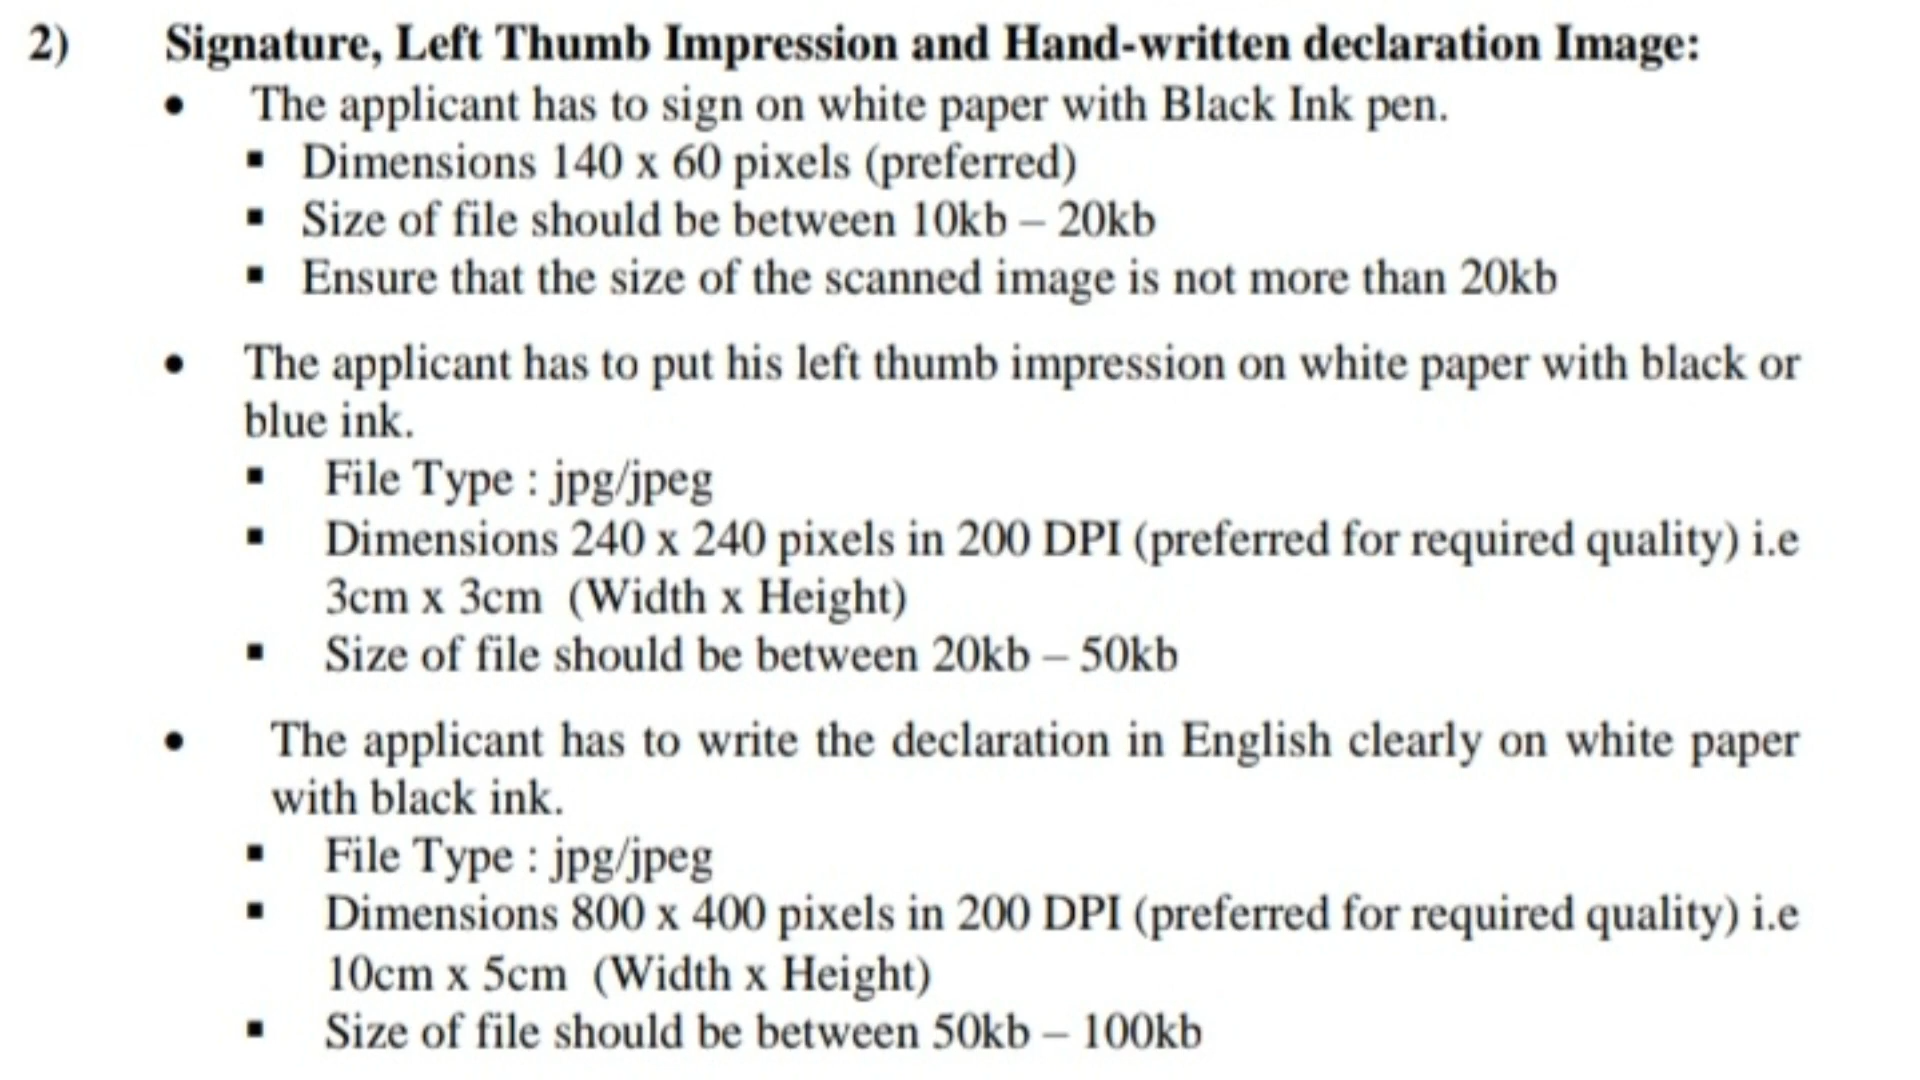 2) Signature, Left Thumb Impression and Hand-written declaration Image:
• The applicant has to sign on white paper with Black Ink pen.
▪ Dimensions 140 x 60 pixels (preferred)
▪ Size of file should be between 10kb – 20kb
▪ Ensure that the size of the scanned image is not more than 20kb
• The applicant has to put his left thumb impression on white paper with black or
blue ink.
▪ File Type : jpg/jpeg
▪ Dimensions 240 x 240 pixels in 200 DPI (preferred for required quality) i.e
3cm x 3cm (Width x Height)
▪ Size of file should be between 20kb – 50kb
• The applicant has to write the declaration in English clearly on white paper
with black ink.
▪ File Type : jpg/jpeg
▪ Dimensions 800 x 400 pixels in 200 DPI (preferred for required quality) i.e
10cm x 5cm (Width x Height)
▪ Size of file should be between 50kb – 100kb